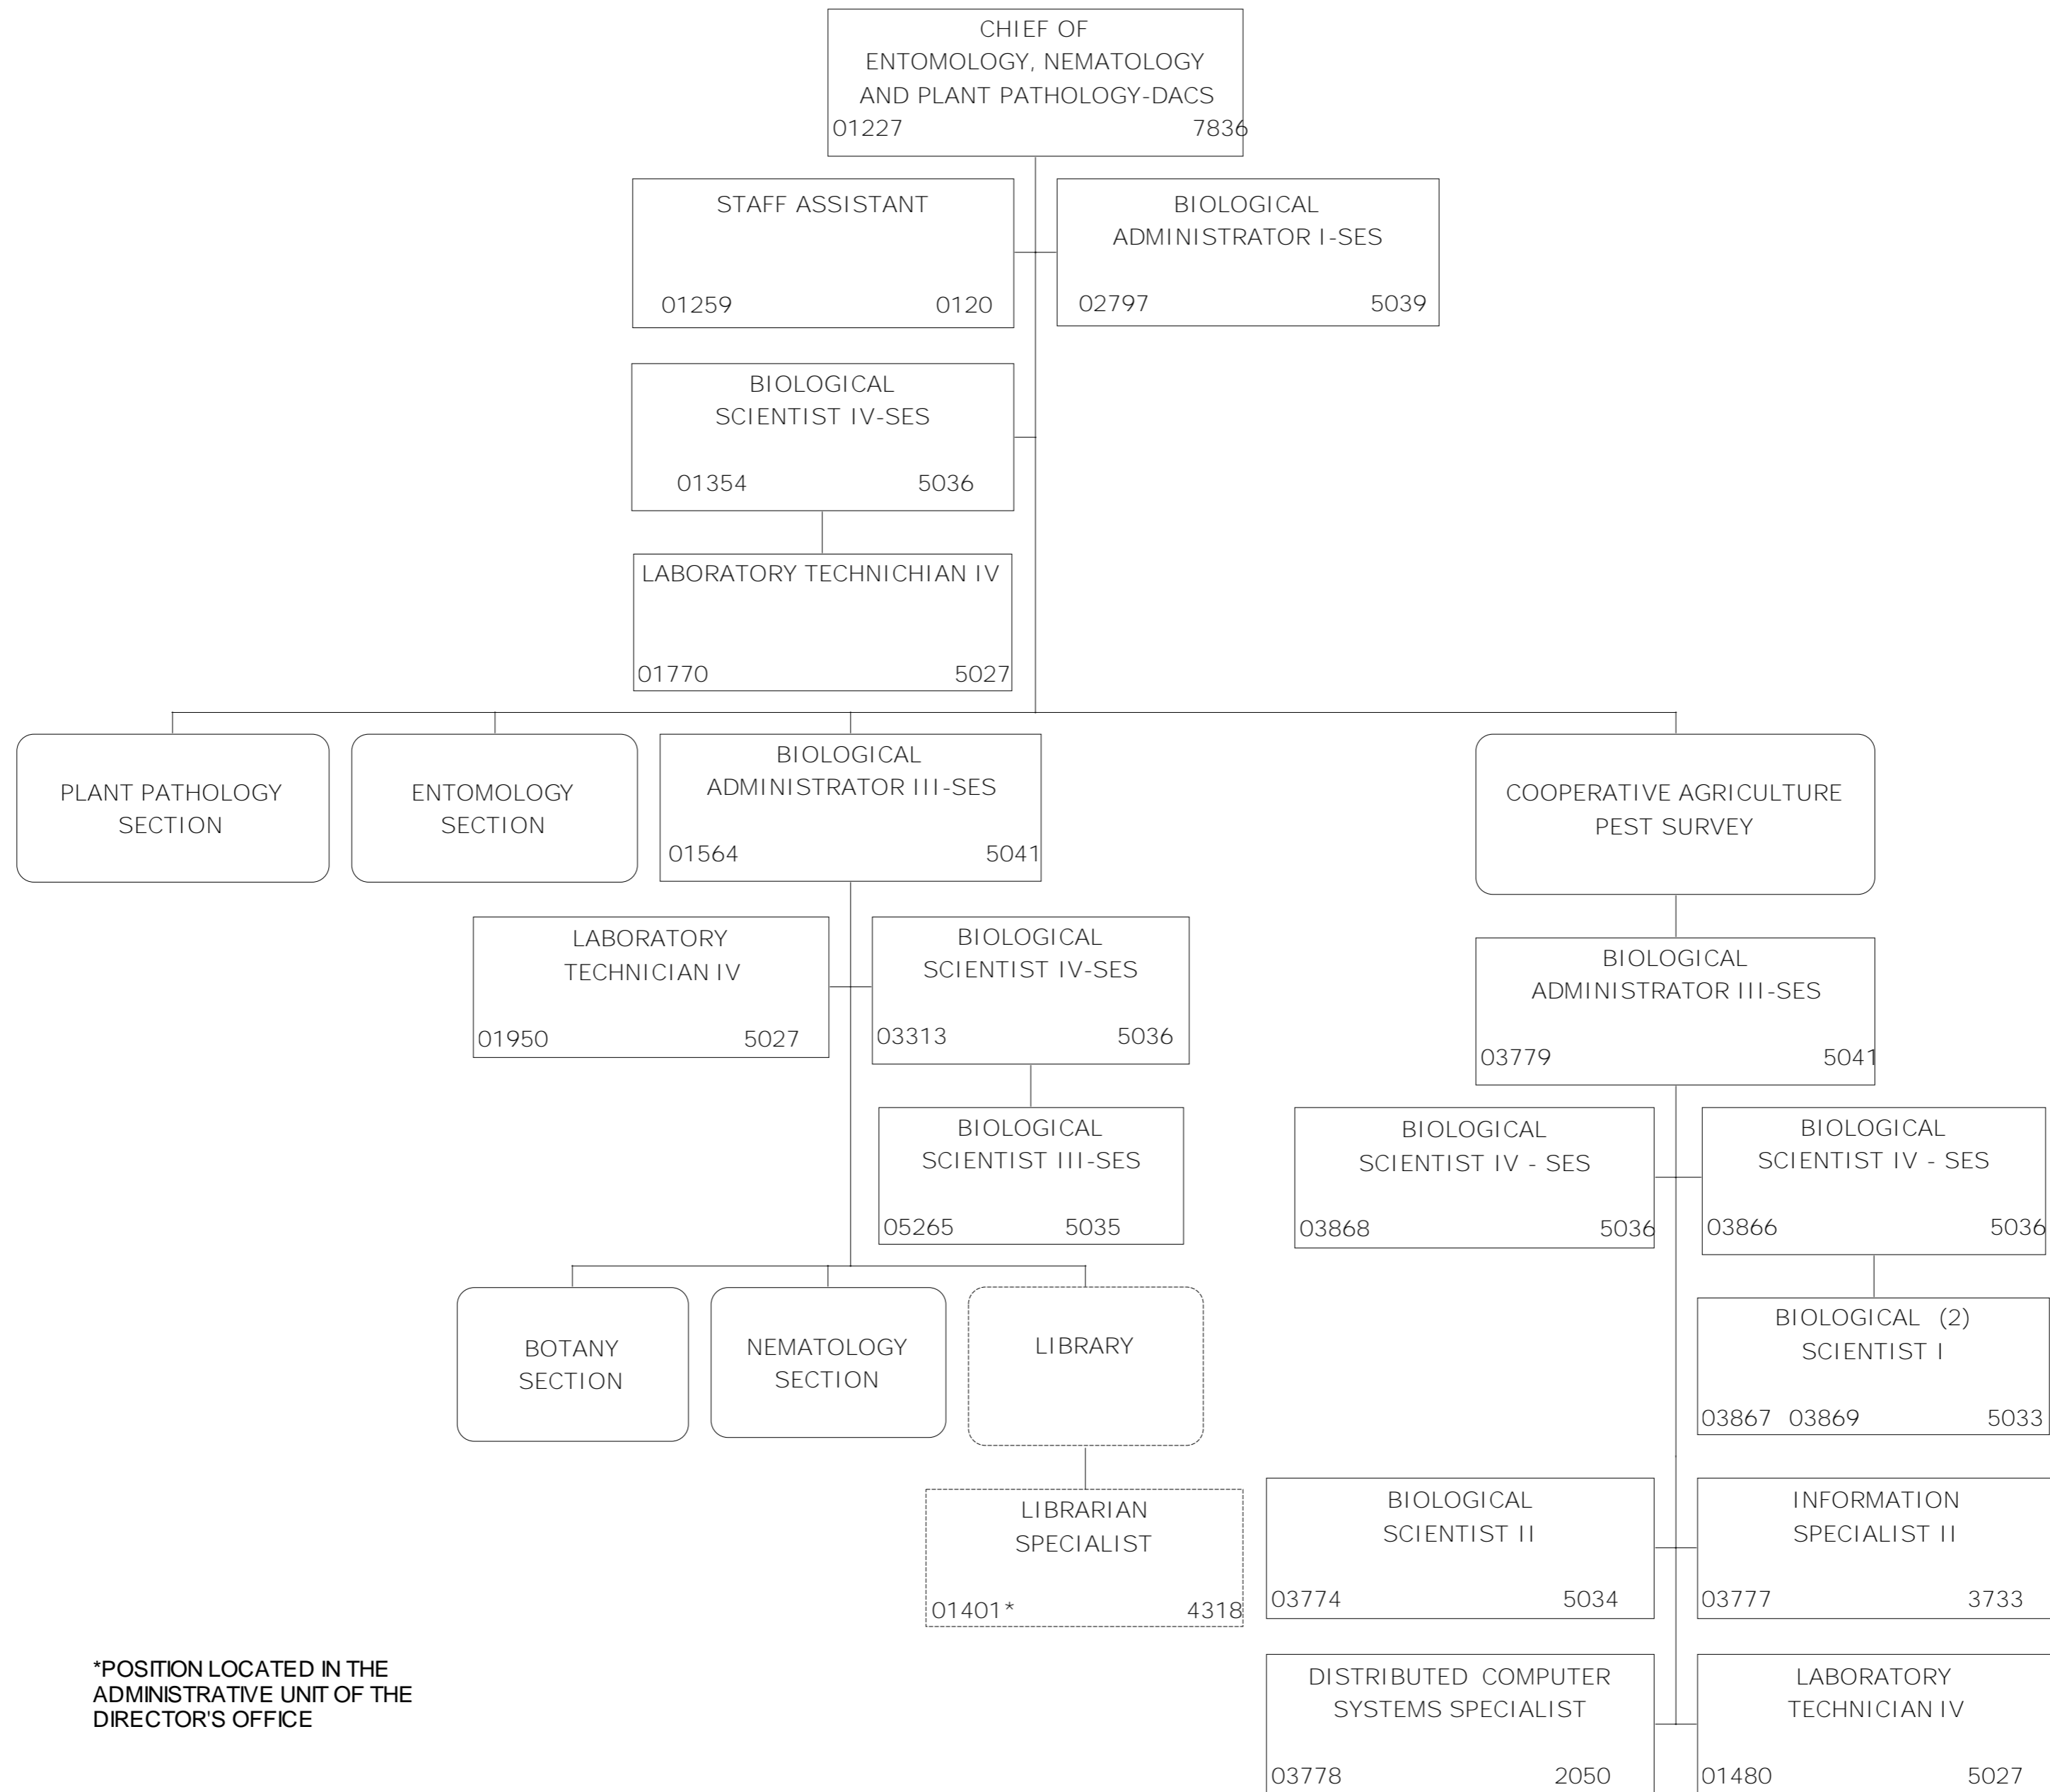 CHIEF OF
ENTOMOLOGY, NEMATOLOGY
AND PLANT PATHOLOGY-DACS
01227 7836
STAFF ASSISTANT
01259 0120
BIOLOGICAL
ADMINISTRATOR I-SES
02797 5039
BIOLOGICAL
SCIENTIST IV-SES
01354 5036
LABORATORY TECHNICHIAN IV
01770 5027
PLANT PATHOLOGY
SECTION
ENTOMOLOGY
SECTION
BIOLOGICAL
ADMINISTRATOR III-SES
01564 5041
COOPERATIVE AGRICULTURE
PEST SURVEY
LABORATORY
TECHNICIAN IV
01950 5027
BIOLOGICAL
SCIENTIST IV-SES
03313 5036
BIOLOGICAL
SCIENTIST III-SES
05265 5035
BIOLOGICAL
ADMINISTRATOR III-SES
03779 5041
BIOLOGICAL
SCIENTIST IV - SES
03868 5036
BIOLOGICAL
SCIENTIST IV - SES
03866 5036
BIOLOGICAL (2)
SCIENTIST I
03867 03869 5033
BOTANY
SECTION
NEMATOLOGY
SECTION
LIBRARY
LIBRARIAN
SPECIALIST
01401* 4318
BIOLOGICAL
SCIENTIST II
03774 5034
INFORMATION
SPECIALIST II
03777 3733
DISTRIBUTED COMPUTER
SYSTEMS SPECIALIST
03778 2050
LABORATORY
TECHNICIAN IV
01480 5027
*POSITION LOCATED IN THE
ADMINISTRATIVE UNIT OF THE
DIRECTOR'S OFFICE